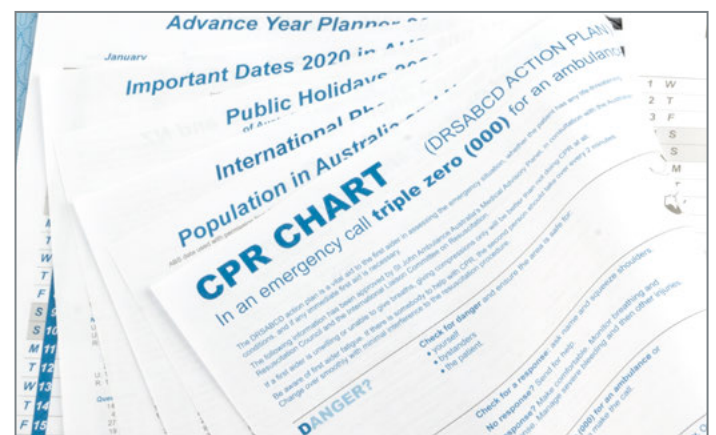 Advance Year Planner
January
Important Dates 2020 in
Public Holidays
International
Population in Australia
ABS data used with permission
CPR CHART
(DRSABCD ACTION PLAN)
In an emergency call triple zero (000) for an ambulance
The DRSABCD action plan is a vital aid to the first aider in assessing the emergency situation, whether the patient has any life threatening
conditions, and if any immediate first aid is necessary.
The following information has been approved by St John Ambulance Australia's Medical Advisory Panel, in consultation with the Australian
Resuscitation Council and the International Liaison Committee on Resuscitation.
If a first aider is unwilling or unable to give breaths, giving compressions only will be better than not doing CPR at all.
Be aware of first aider fatigue. If there is somebody to help with CPR, the second person should take over every 2 minutes.
Change over smoothly with minimal interference to the resuscitation procedure.
DANGER?
Check for danger and ensure the area is safe for:
• yourself
• bystanders
• the patient
Check for a response: ask name and squeeze shoulders
No response? Send for help.
response? Make comfortable. Monitor breathing and
Manage severe bleeding and then other injuries.
(000) for an ambulance or
make the call.
1 W
2 T
3 F
S
S
M
T
M
T
W
T
F
S 9
S 10
M 11
T 12
W 13
T 14
F 15